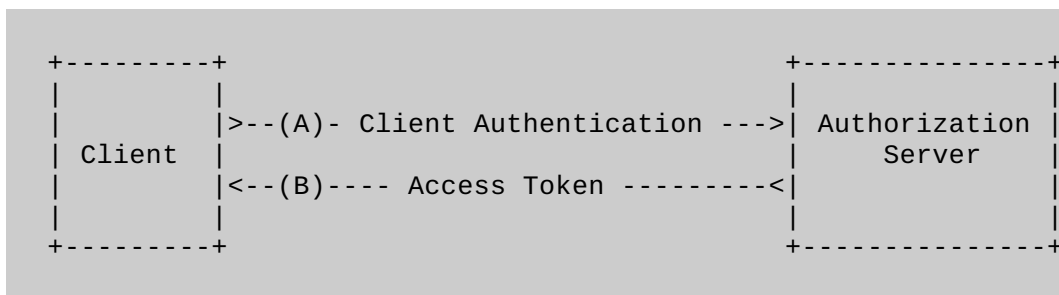 +---------+                                  +---------------+
|         |                                  |               |
|         |>--(A)- Client Authentication --->| Authorization |
| Client  |                                  |     Server    |
|         |<--(B)---- Access Token ---------<|               |
|         |                                  |               |
+---------+                                  +---------------+